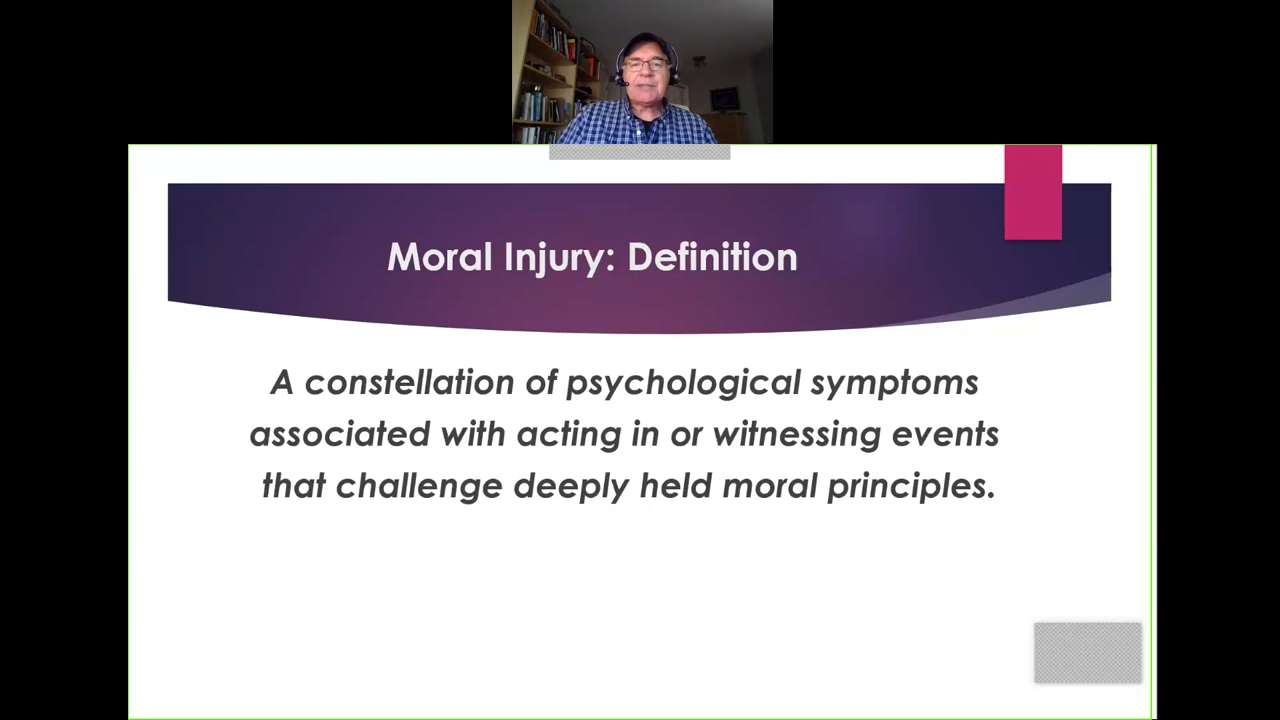 Moral Injury: Definition
A constellation of psychological symptoms
associated with acting in or witnessing events
that challenge deeply held moral principles.